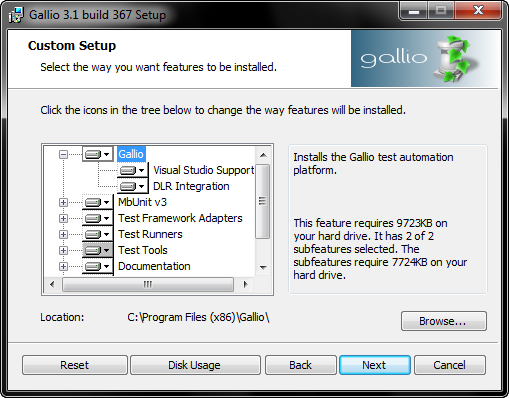 Gallio 3.1 build 367 Setup
Custom Setup
Select the way you want features to be installed.
gallio
Click the icons in the tree below to change the way features will be installed.
Gallio
Visual Studio Support
DLR Integration
MbUnit v3
Test Framework Adapters
Test Runners
Test Tools
Documentation
Installs the Gallio test automation
platform.
This feature requires 9723KB on
your hard drive. It has 2 of 2
subfeatures selected. The
subfeatures require 7724KB on your
hard drive.
Location: C:\Program Files (x86)\Gallio\
Browse...
Reset Disk Usage Back Next Cancel